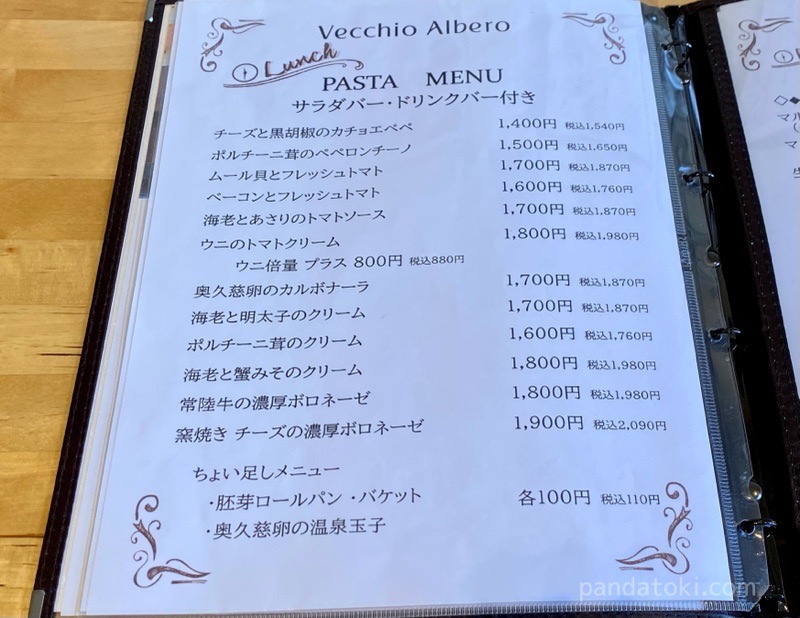 Vecchio Albero
Lunch
PASTA MENU
サラダバー・ドリンクバー付き
チーズと黒胡椒のカチョエペペ 1,400円 税込1,540円
ポルチーニ茸のペペロンチーノ 1,500円 税込1,650円
ムール貝とフレッシュトマト 1,700円 税込1,870円
ベーコンとフレッシュトマト 1,600円 税込1,760円
海老とあさりのトマトソース 1,700円 税込1,870円
ウニのトマトクリーム 1,800円 税込1,980円
ウニ倍量 プラス 800円 税込880円
奥久慈卵のカルボナーラ 1,700円 税込1,870円
海老と明太子のクリーム 1,700円 税込1,870円
ポルチーニ茸のクリーム 1,600円 税込1,760円
海老と蟹みそのクリーム 1,800円 税込1,980円
常陸牛の濃厚ボロネーゼ 1,800円 税込1,980円
窯焼き チーズの濃厚ボロネーゼ 1,900円 税込2,090円
ちょい足しメニュー
・胚芽ロールパン ・バケット 各100円 税込110円
・奥久慈卵の温泉玉子
pandatoki.com